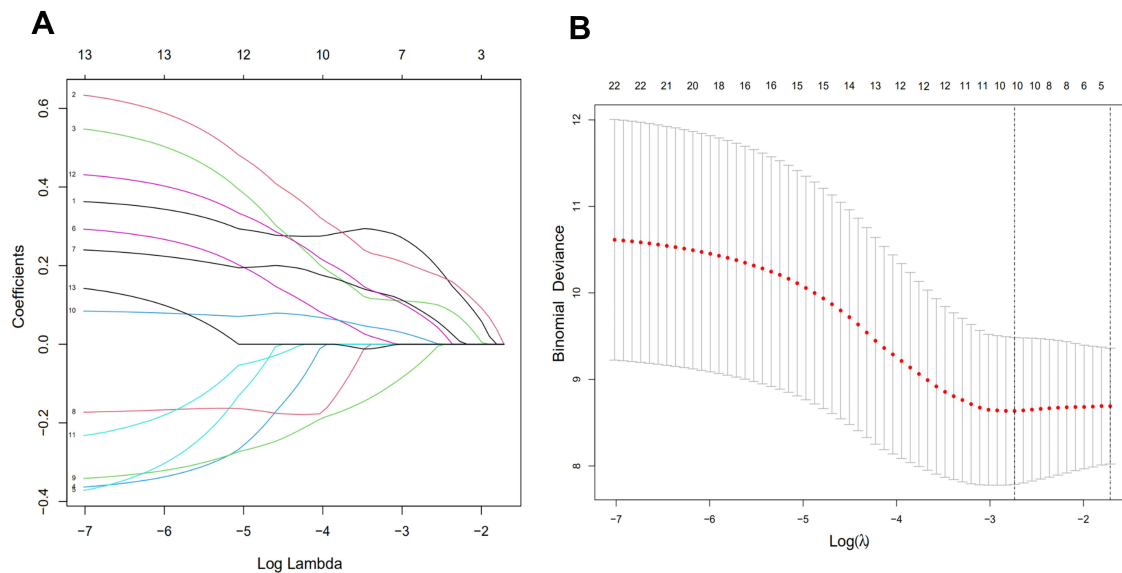 A
13 13 12 10 7 3
0.6
0.4
0.2
0.0
−0.2
−0.4
Coefficients
2
3
12
1
6
7
13
10
8
11
9
4
5
−7 −6 −5 −4 −3 −2
Log Lambda
B
22 22 21 20 18 16 16 15 15 14 13 12 12 12 11 11 10 10 10 8 8 6 5
12
11
10
9
8
Binomial Deviance
−7 −6 −5 −4 −3 −2
Log(λ)